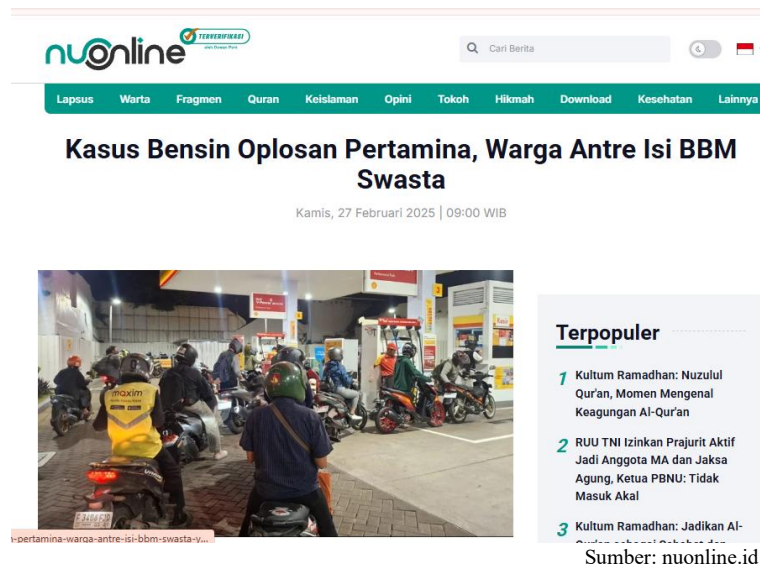 nuonline
TERVERIFIKASI
oleh Dewan Pers
Cari Berita
Lapsus Warta Fragmen Quran Keislaman Opini Tokoh Hikmah Download Kesehatan Lainnya
Kasus Bensin Oplosan Pertamina, Warga Antre Isi BBM
Swasta
Kamis, 27 Februari 2025 | 09:00 WIB
maxim
Terpopuler
1 Kultum Ramadhan: Nuzulul
Qur'an, Momen Mengenal
Keagungan Al-Qur'an
2 RUU TNI Izinkan Prajurit Aktif
Jadi Anggota MA dan Jaksa
Agung, Ketua PBNU: Tidak
Masuk Akal
3 Kultum Ramadhan: Jadikan Al-
-pertamina-warga-antre-isi-bbm-swasta-y...
Sumber: nuonline.id